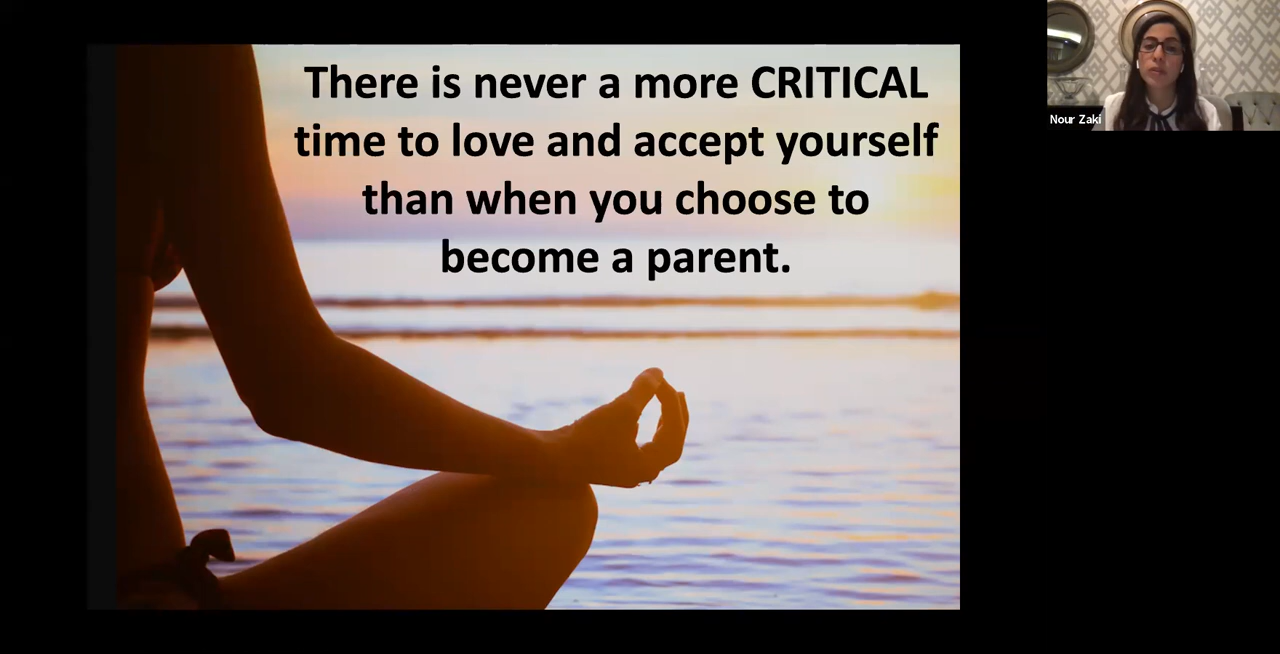 There is never a more CRITICAL
time to love and accept yourself
than when you choose to
become a parent.
Nour Zaki